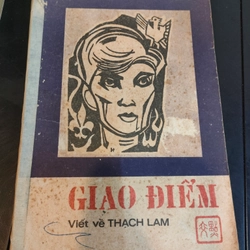 GIAO ĐIỂM
Viết về THẠCH LAM